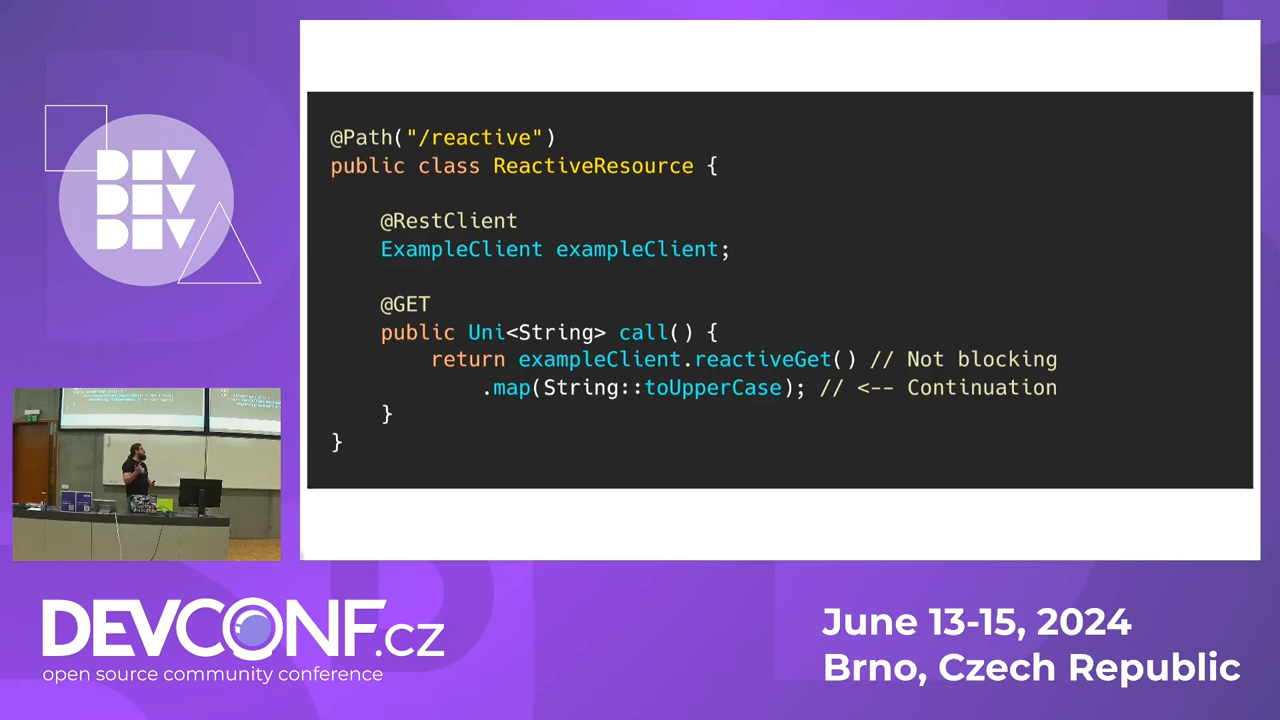 @Path("/reactive")
public class ReactiveResource {
@RestClient
ExampleClient exampleClient;
@GET
public Uni<String> call() {
return exampleClient.reactiveGet() // Not blocking
.map(String::toUpperCase); // <-- Continuation
}
}
DEV
DEV
DEV
DEVCONF.cz
open source community conference
June 13-15, 2024
Brno, Czech Republic